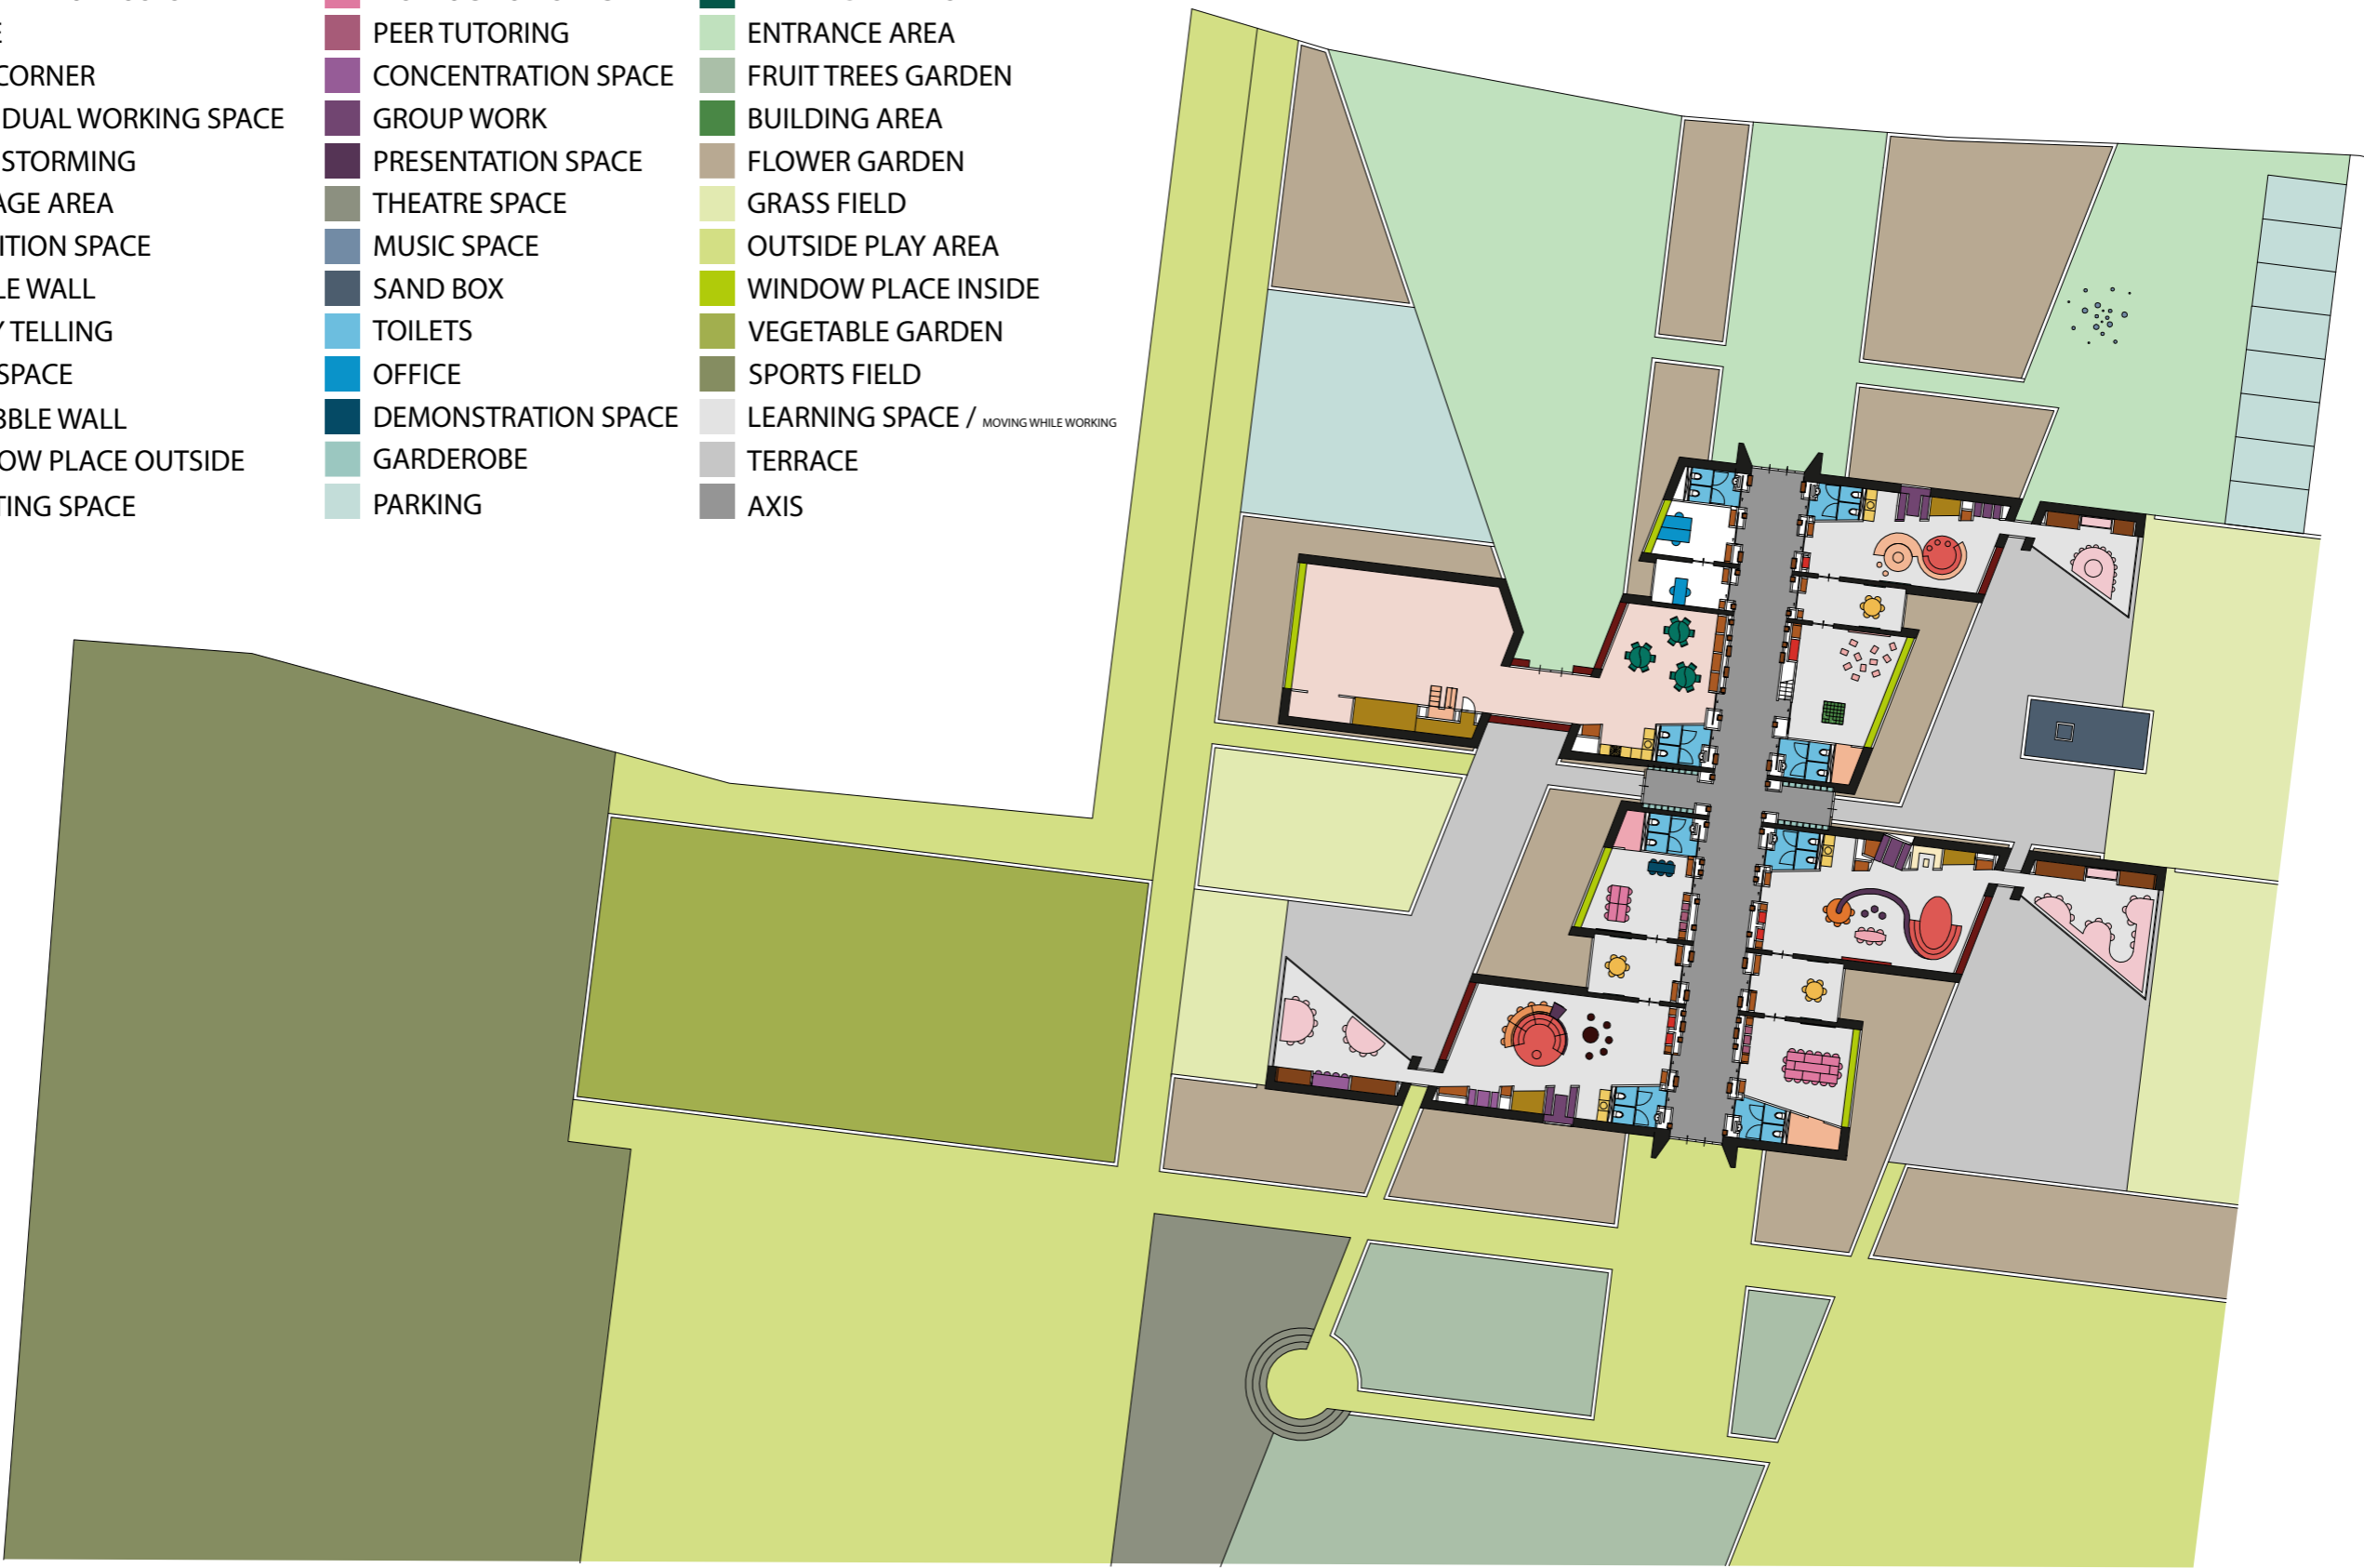 PEER TUTORING
ENTRANCE AREA
CORNER
CONCENTRATION SPACE
FRUIT TREES GARDEN
DUAL WORKING SPACE
GROUP WORK
BUILDING AREA
STORMING
PRESENTATION SPACE
FLOWER GARDEN
AGE AREA
THEATRE SPACE
GRASS FIELD
ITION SPACE
MUSIC SPACE
OUTSIDE PLAY AREA
LE WALL
SAND BOX
WINDOW PLACE INSIDE
Y TELLING
TOILETS
VEGETABLE GARDEN
SPACE
OFFICE
SPORTS FIELD
BBLE WALL
DEMONSTRATION SPACE
LEARNING SPACE / MOVING WHILE WORKING
OW PLACE OUTSIDE
GARDEROBE
TERRACE
TING SPACE
PARKING
AXIS